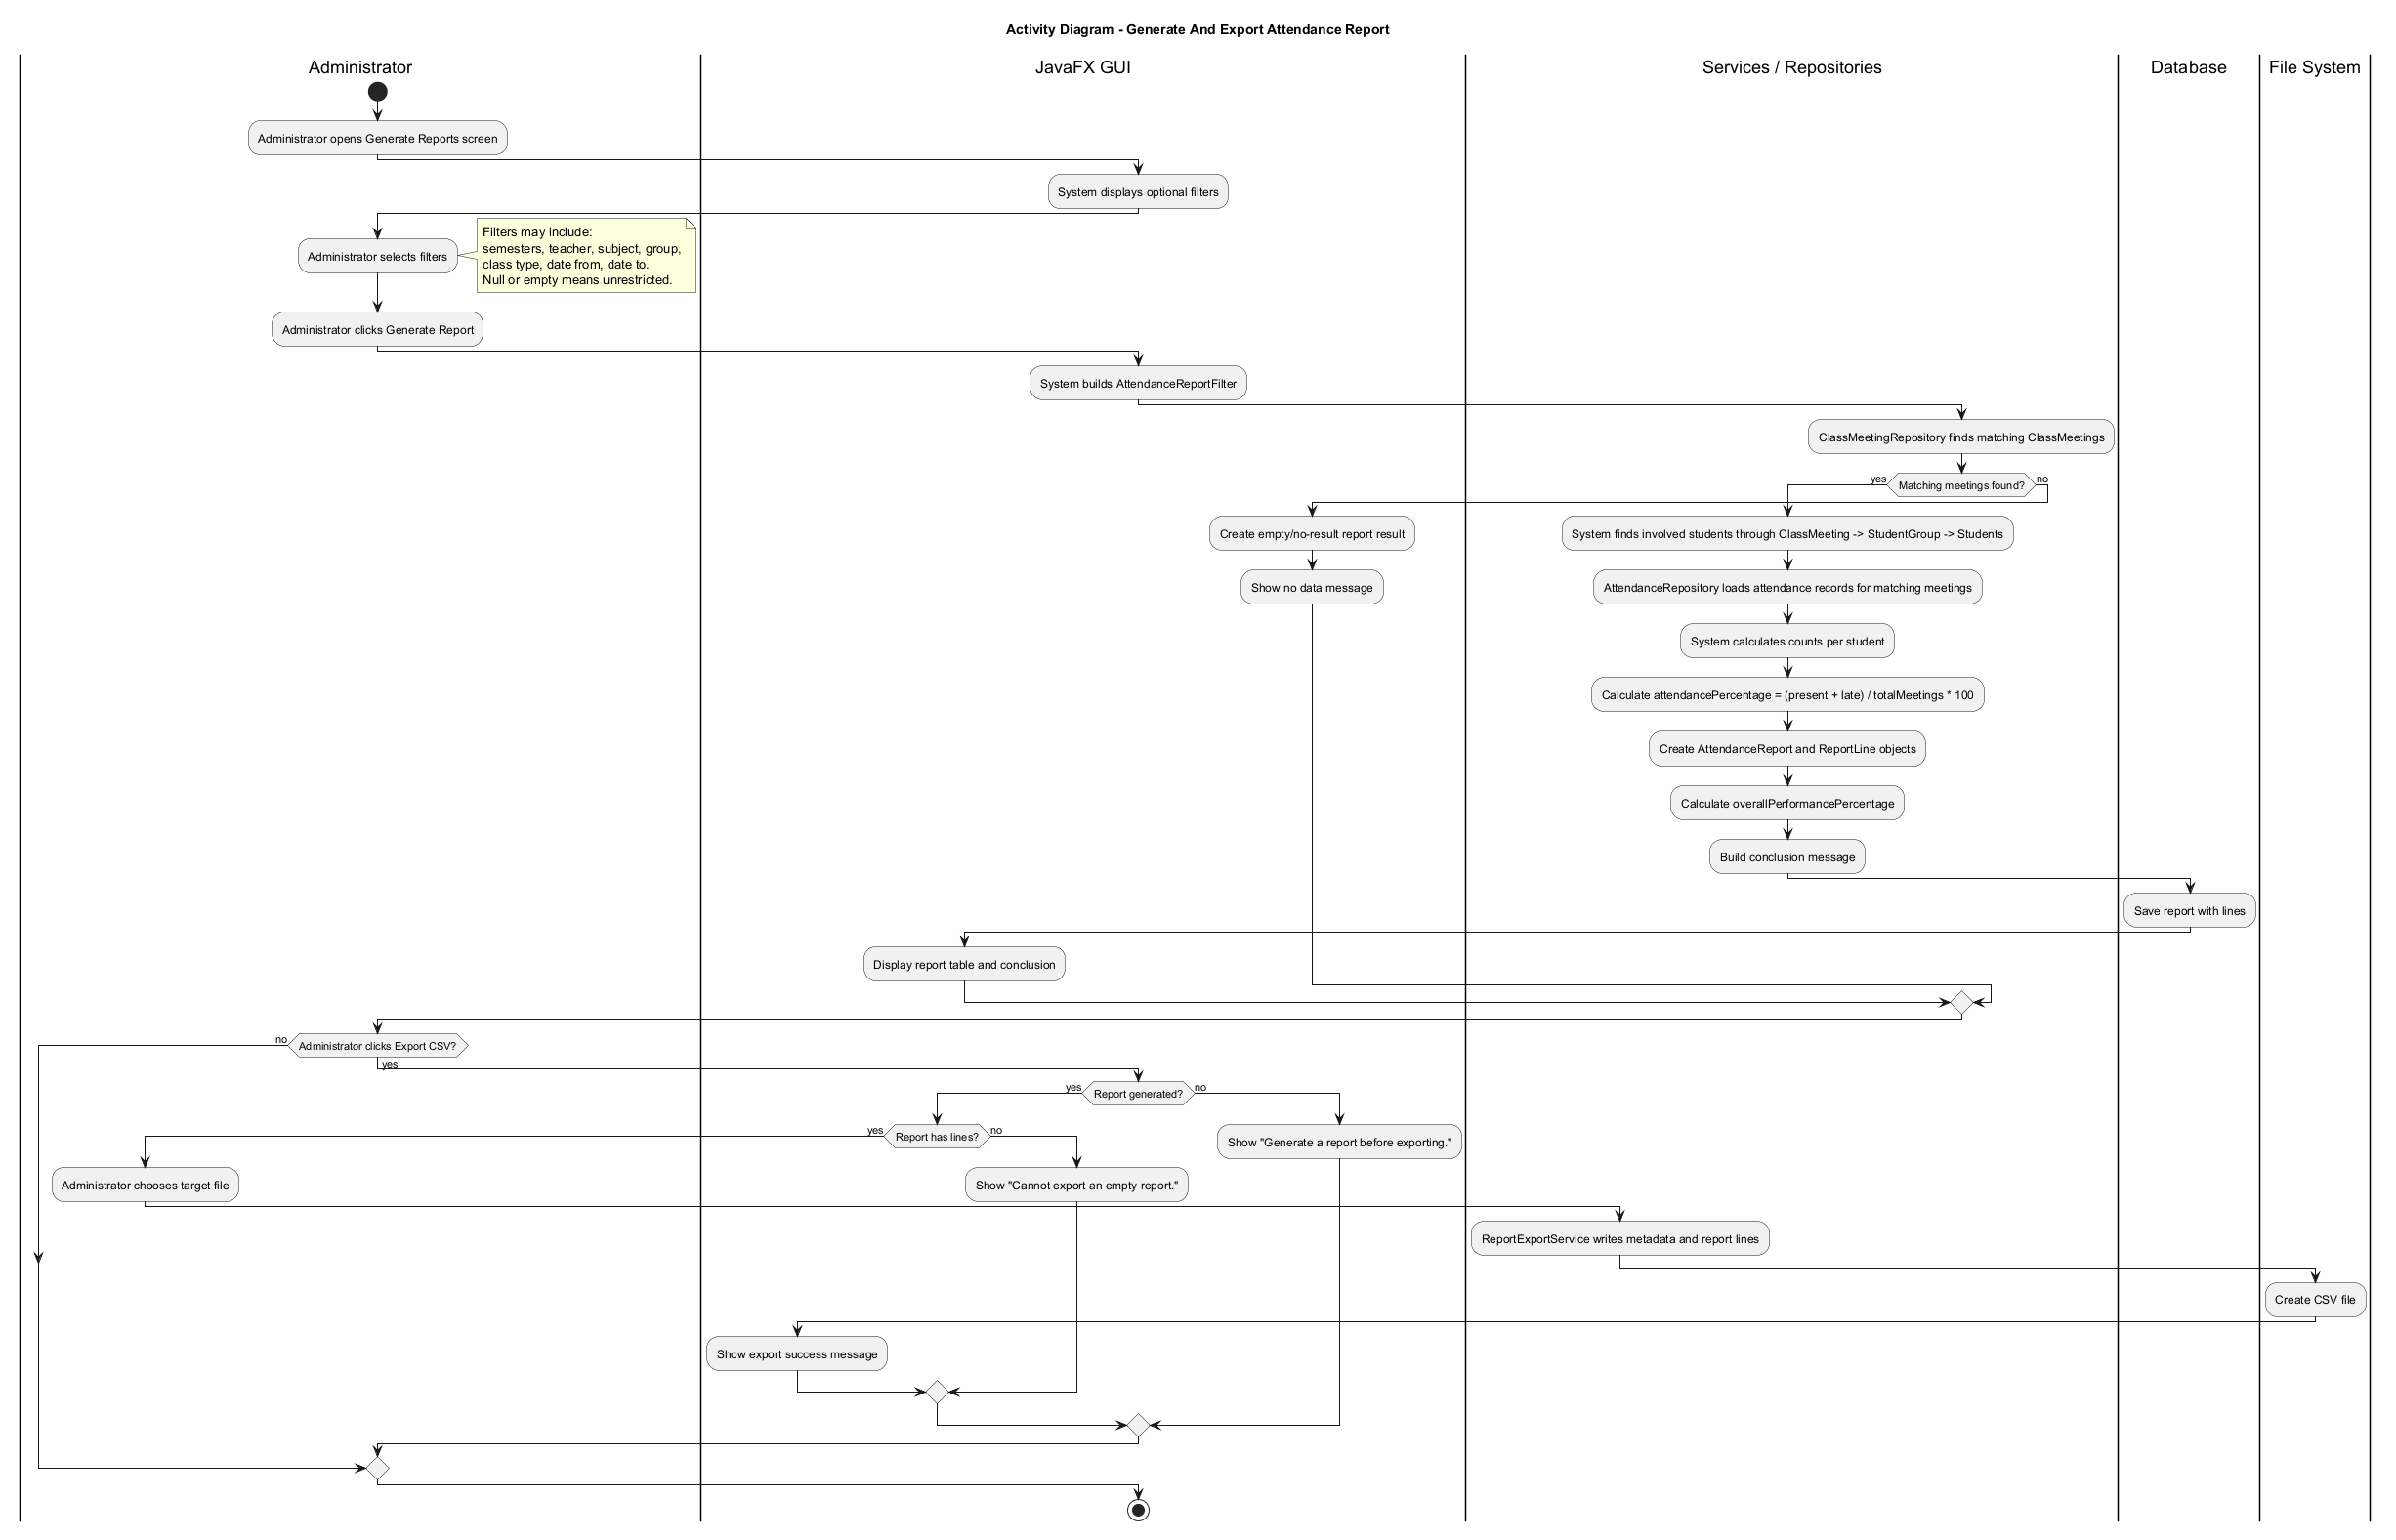 Activity Diagram - Generate And Export Attendance Report
Administrator
JavaFX GUI
Services / Repositories
Database
File System
Administrator opens Generate Reports screen
System displays optional filters
Filters may include:
semesters, teacher, subject, group,
class type, date from, date to.
Null or empty means unrestricted.
Administrator selects filters
Administrator clicks Generate Report
System builds AttendanceReportFilter
ClassMeetingRepository finds matching ClassMeetings
yes
Matching meetings found?
no
Create empty/no-result report result
System finds involved students through ClassMeeting -> StudentGroup -> Students
Show no data message
AttendanceRepository loads attendance records for matching meetings
System calculates counts per student
Calculate attendancePercentage = (present + late) / totalMeetings * 100
Create AttendanceReport and ReportLine objects
Calculate overallPerformancePercentage
Build conclusion message
Save report with lines
Display report table and conclusion
no
Administrator clicks Export CSV?
yes
yes
Report generated?
no
yes
Report has lines?
no
Show "Generate a report before exporting."
Administrator chooses target file
Show "Cannot export an empty report."
ReportExportService writes metadata and report lines
Create CSV file
Show export success message